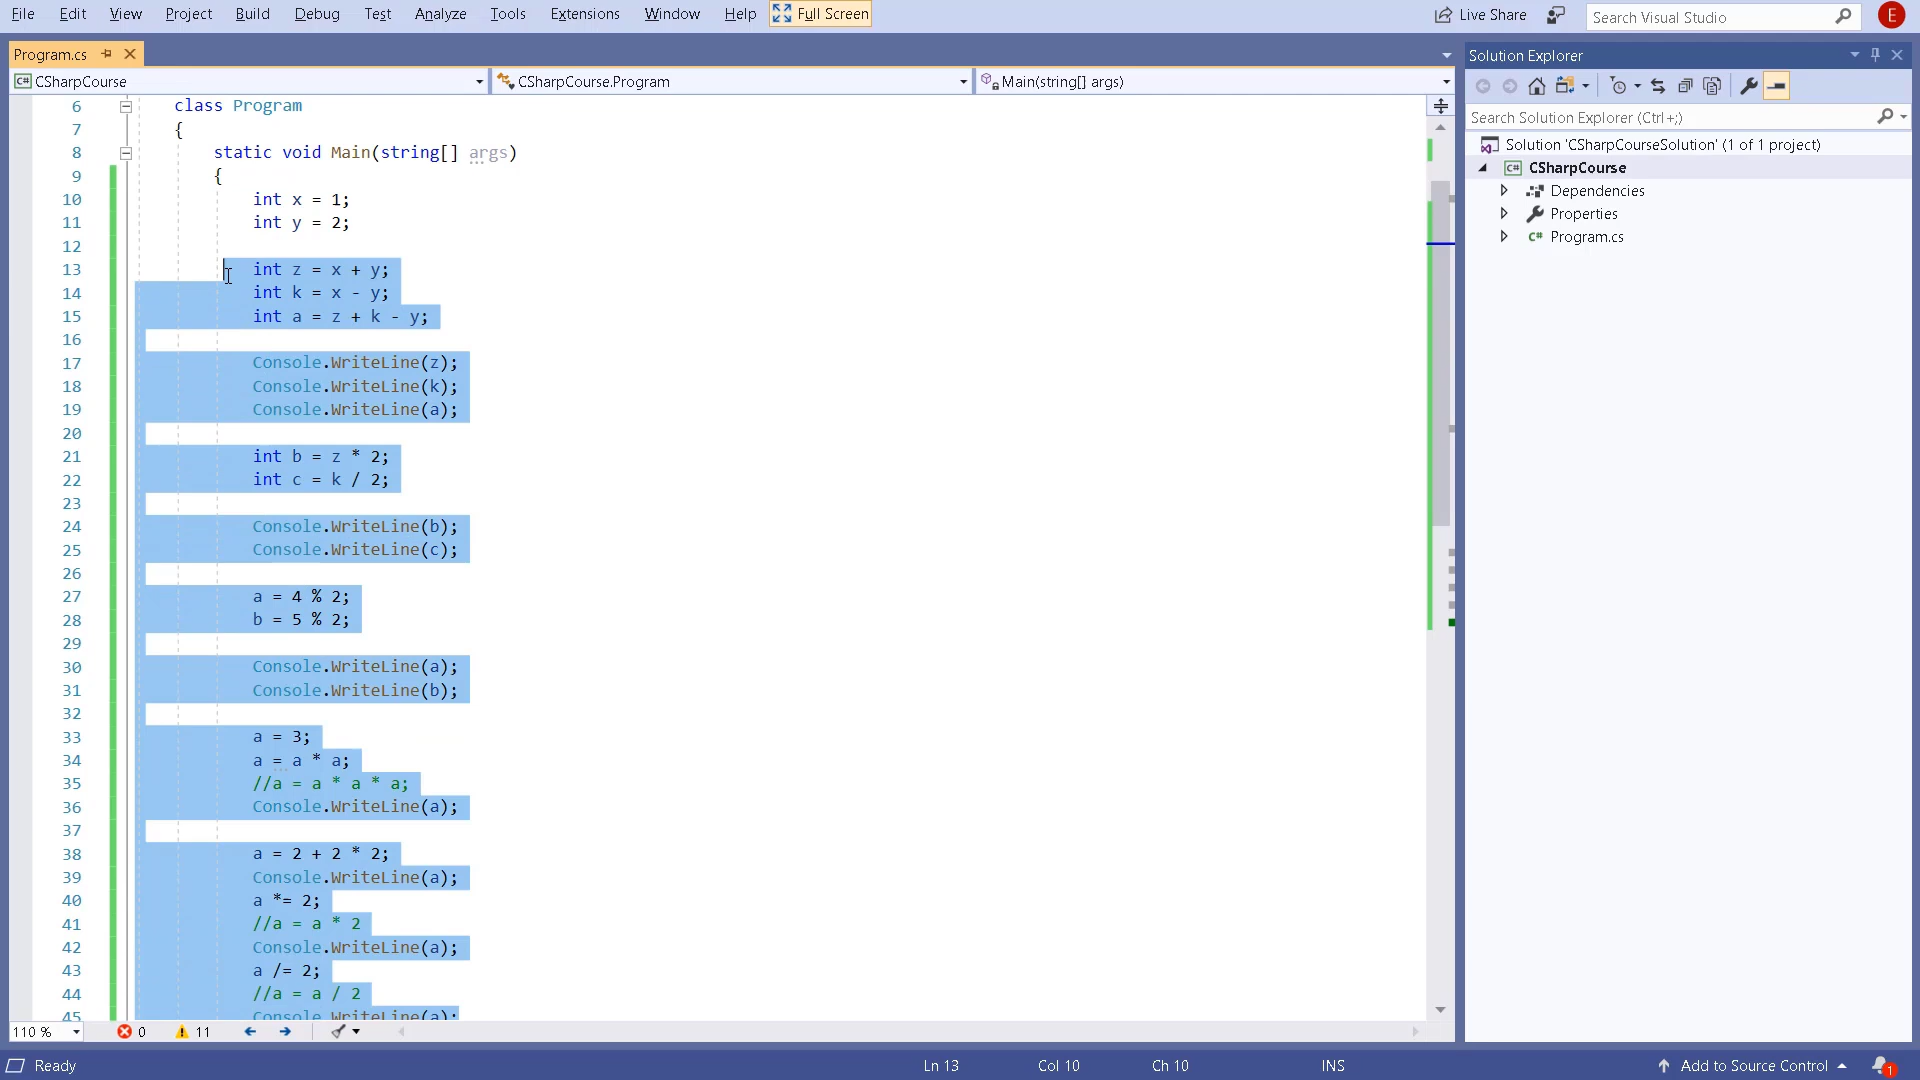 File Edit View Project Build Debug Test Analyze Tools Extensions Window Help Full Screen Live Share Search Visual Studio E
Program.cs
CSharpCourse CSharpCourse.Program Main(string[] args)
6 class Program
7 {
8 static void Main(string[] args)
9 {
10 int x = 1;
11 int y = 2;
12
13 int z = x + y;
14 int k = x - y;
15 int a = z + k - y;
16
17 Console.WriteLine(z);
18 Console.WriteLine(k);
19 Console.WriteLine(a);
20
21 int b = z * 2;
22 int c = k / 2;
23
24 Console.WriteLine(b);
25 Console.WriteLine(c);
26
27 a = 4 % 2;
28 b = 5 % 2;
29
30 Console.WriteLine(a);
31 Console.WriteLine(b);
32
33 a = 3;
34 a = a * a;
35 //a = a * a * a;
36 Console.WriteLine(a);
37
38 a = 2 + 2 * 2;
39 Console.WriteLine(a);
40 a *= 2;
41 //a = a * 2
42 Console.WriteLine(a);
43 a /= 2;
44 //a = a / 2
45 Console.WriteLine(a);
110 % 0 11
Solution Explorer
Search Solution Explorer (Ctrl+;)
Solution 'CSharpCourseSolution' (1 of 1 project)
C# CSharpCourse
Dependencies
Properties
C# Program.cs
Ready Ln 13 Col 10 Ch 10 INS Add to Source Control 1